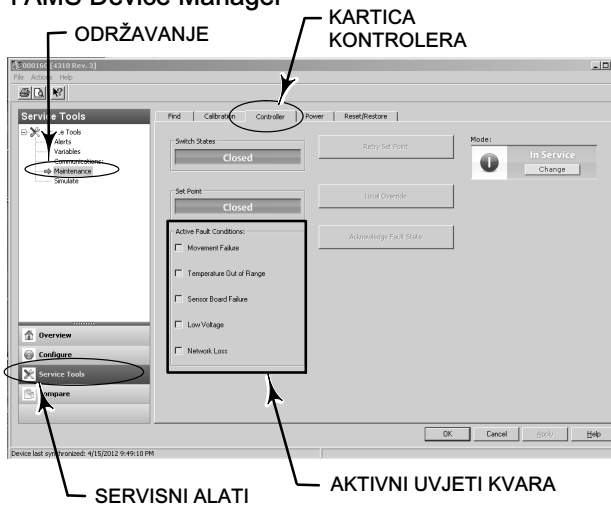 AMS Device Manager
ODRŽAVANJE
KARTICA
KONTROLERA
[4310 Rev. 3]
File Actions Help
Service Tools
Find Calibration Controller Power Reset/Restore
Tools
Alerts
Variables
Communications
Maintenance
Simulate
Switch States
Closed
Retry Set Point
Mode:
In Service
Change
Set Point
Closed
Local Override
Active Fault Conditions:
Movement Failure
Temperature Out of Range
Sensor Board Failure
Low Voltage
Network Loss
Acknowledge Fault State
Overview
Configure
Service Tools
Compare
OK Cancel Apply Help
Device last synchronized: 4/15/2012 9:49:10 PM
SERVISNI ALATI
AKTIVNI UVJETI KVARA